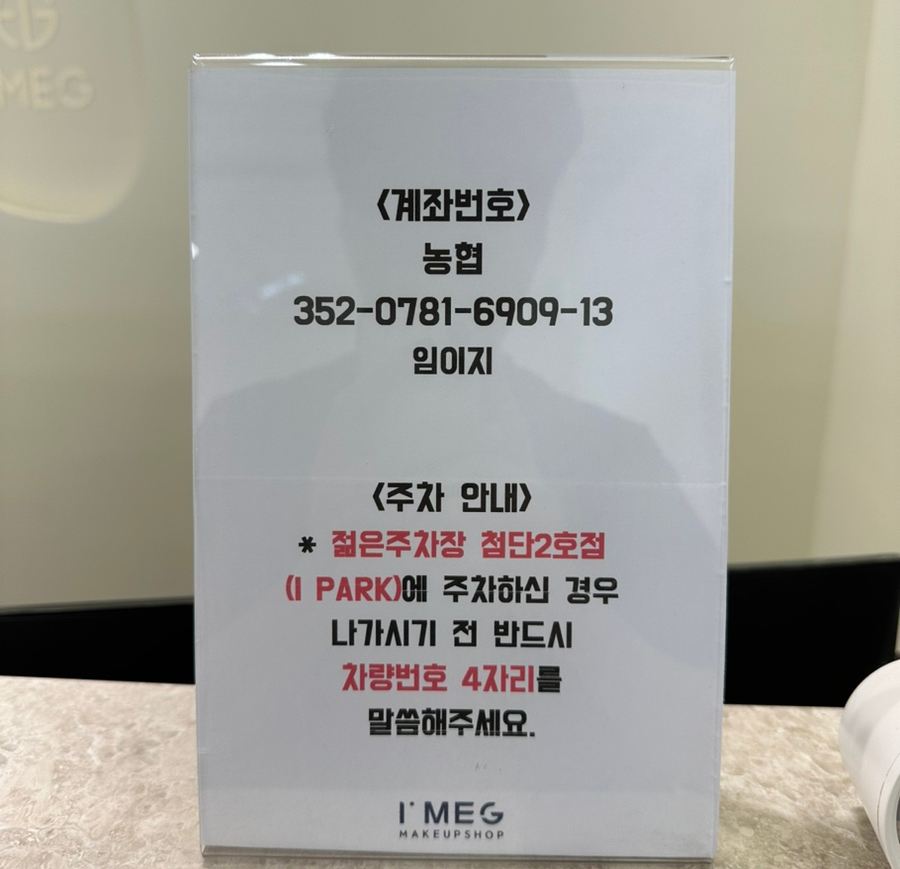 <계좌번호>
농협
352-0781-6909-13
임이지
<주차 안내>
* 젊은주차장 첨단2호점
(I PARK)에 주차하신 경우
나가시기 전 반드시
차량번호 4자리를
말씀해주세요.
I'MEG
MAKEUPSHOP
MEG